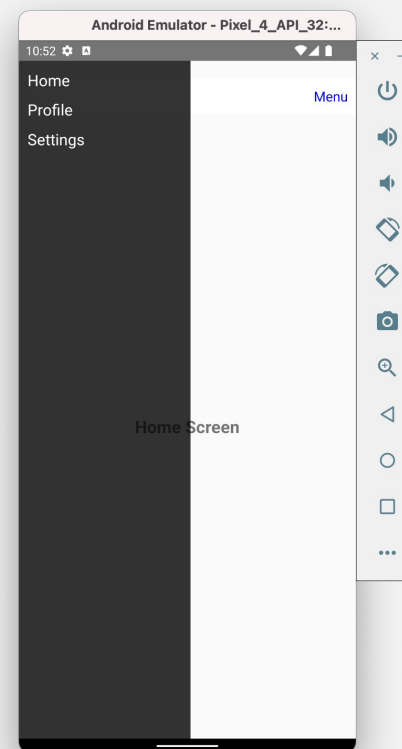 Android Emulator - Pixel_4_API_32:...
10:52
Home
Menu
Profile
Settings
Home Screen